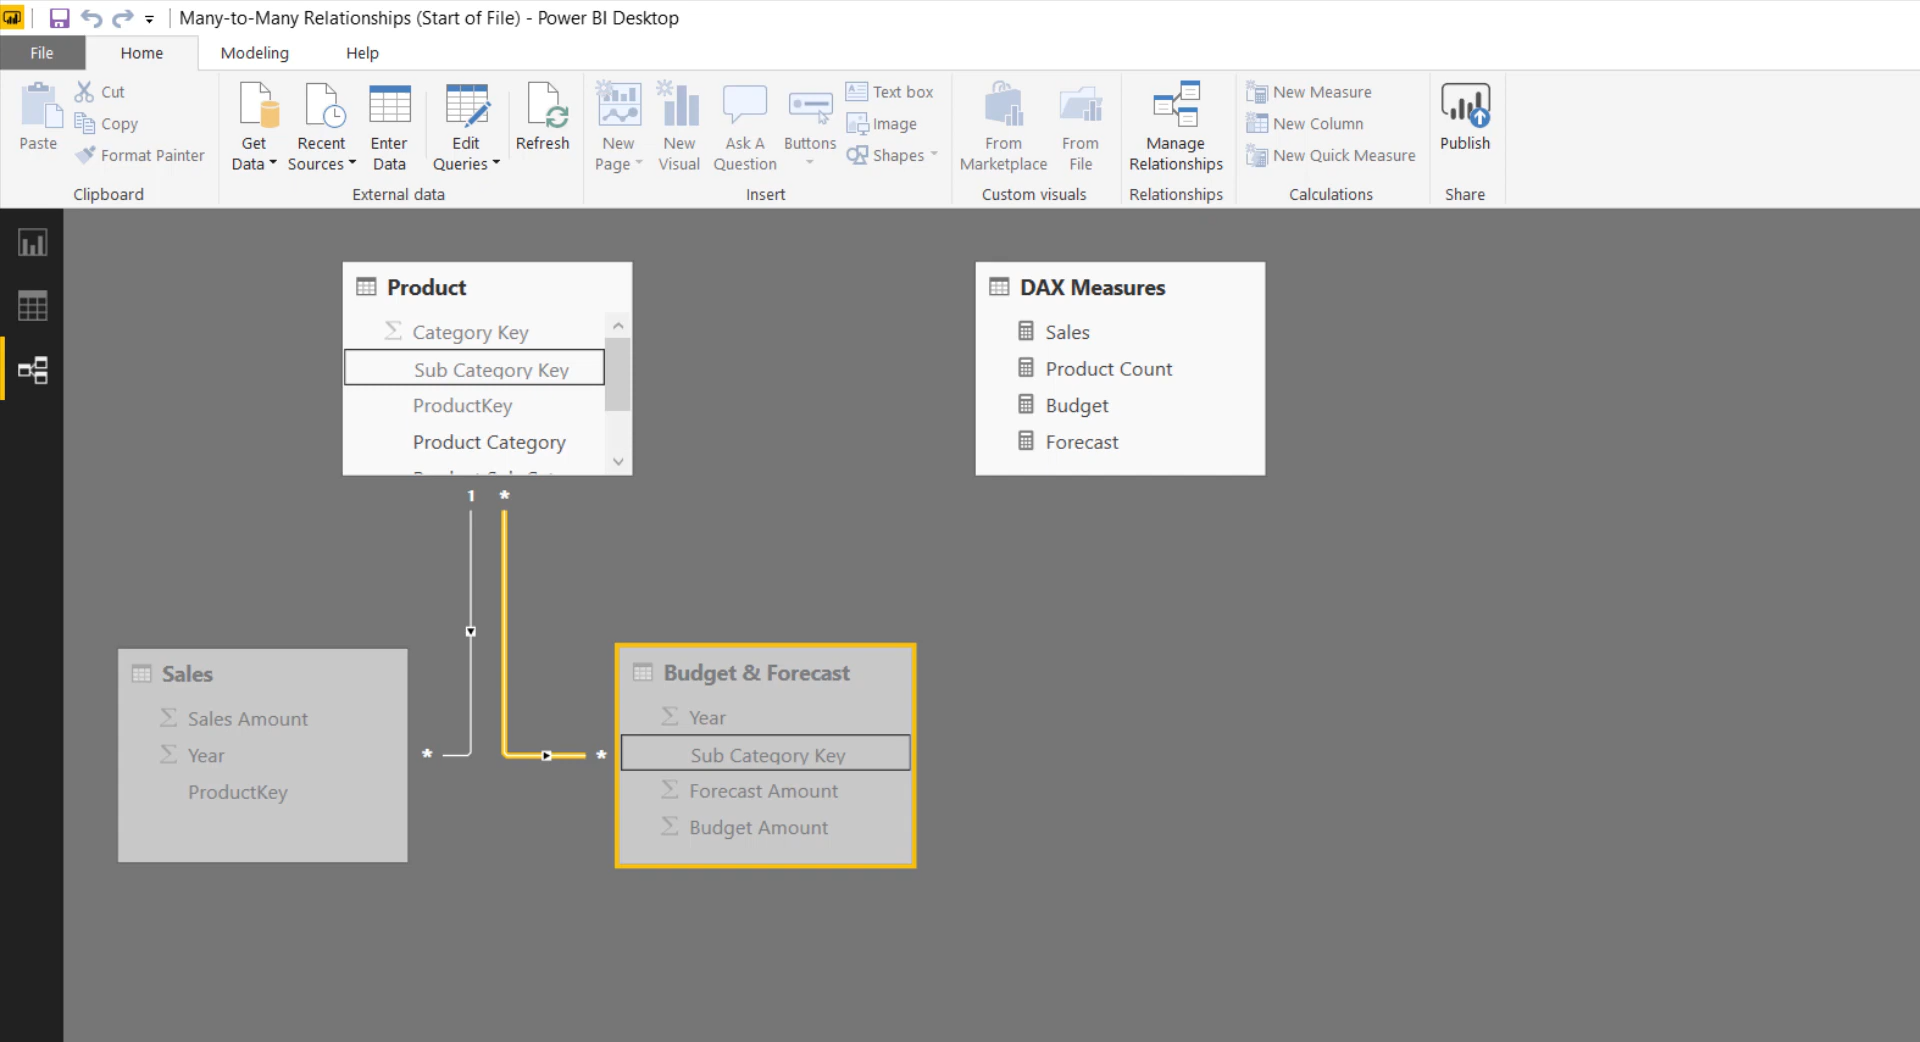 Many-to-Many Relationships (Start of File) - Power BI Desktop
File
Home
Modeling
Help
Paste
Cut
Copy
Format Painter
Clipboard
Get
Data
Recent
Sources
Enter
Data
Edit
Queries
Refresh
External data
New
Page
New
Visual
Ask A
Question
Buttons
Text box
Image
Shapes
Insert
From
Marketplace
From
File
Custom visuals
Manage
Relationships
Relationships
New Measure
New Column
New Quick Measure
Calculations
Publish
Share
Product
Category Key
Sub Category Key
ProductKey
Product Category
DAX Measures
Sales
Product Count
Budget
Forecast
1 *
Sales
Sales Amount
Year
ProductKey
*
*
Budget & Forecast
Year
Sub Category Key
Forecast Amount
Budget Amount